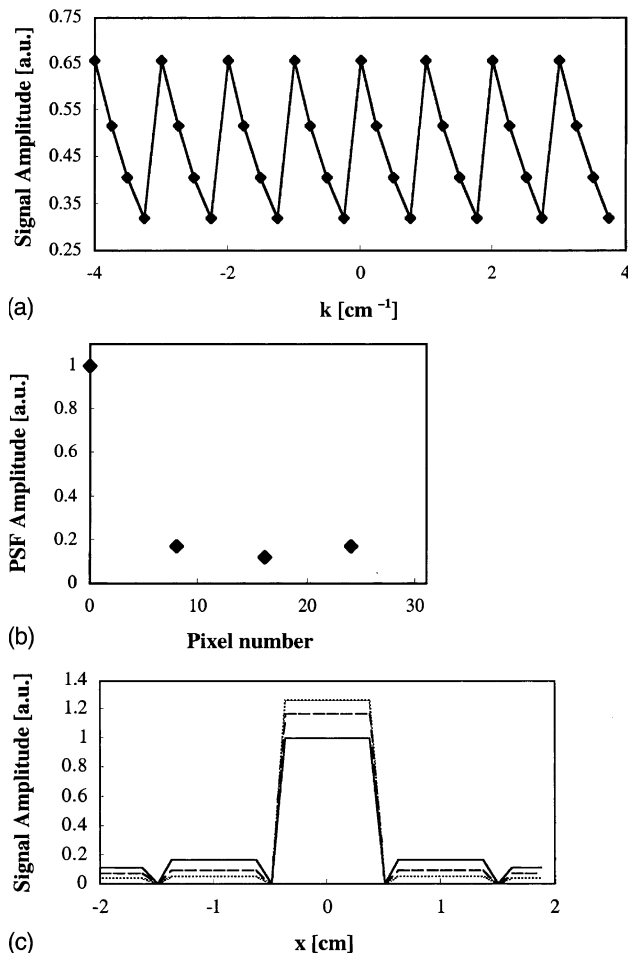 0.75
0.65
0.55
0.45
0.35
0.25
Signal Amplitude [a.u.]
-4 -2 0 2 4
k [cm -1]
(a)
1
0.8
0.6
0.4
0.2
0
PSF Amplitude [a.u.]
0 10 20 30
Pixel number
(b)
1.4
1.2
1
0.8
0.6
0.4
0.2
0
Signal Amplitude [a.u.]
-2 -1 0 1 2
x [cm]
(c)